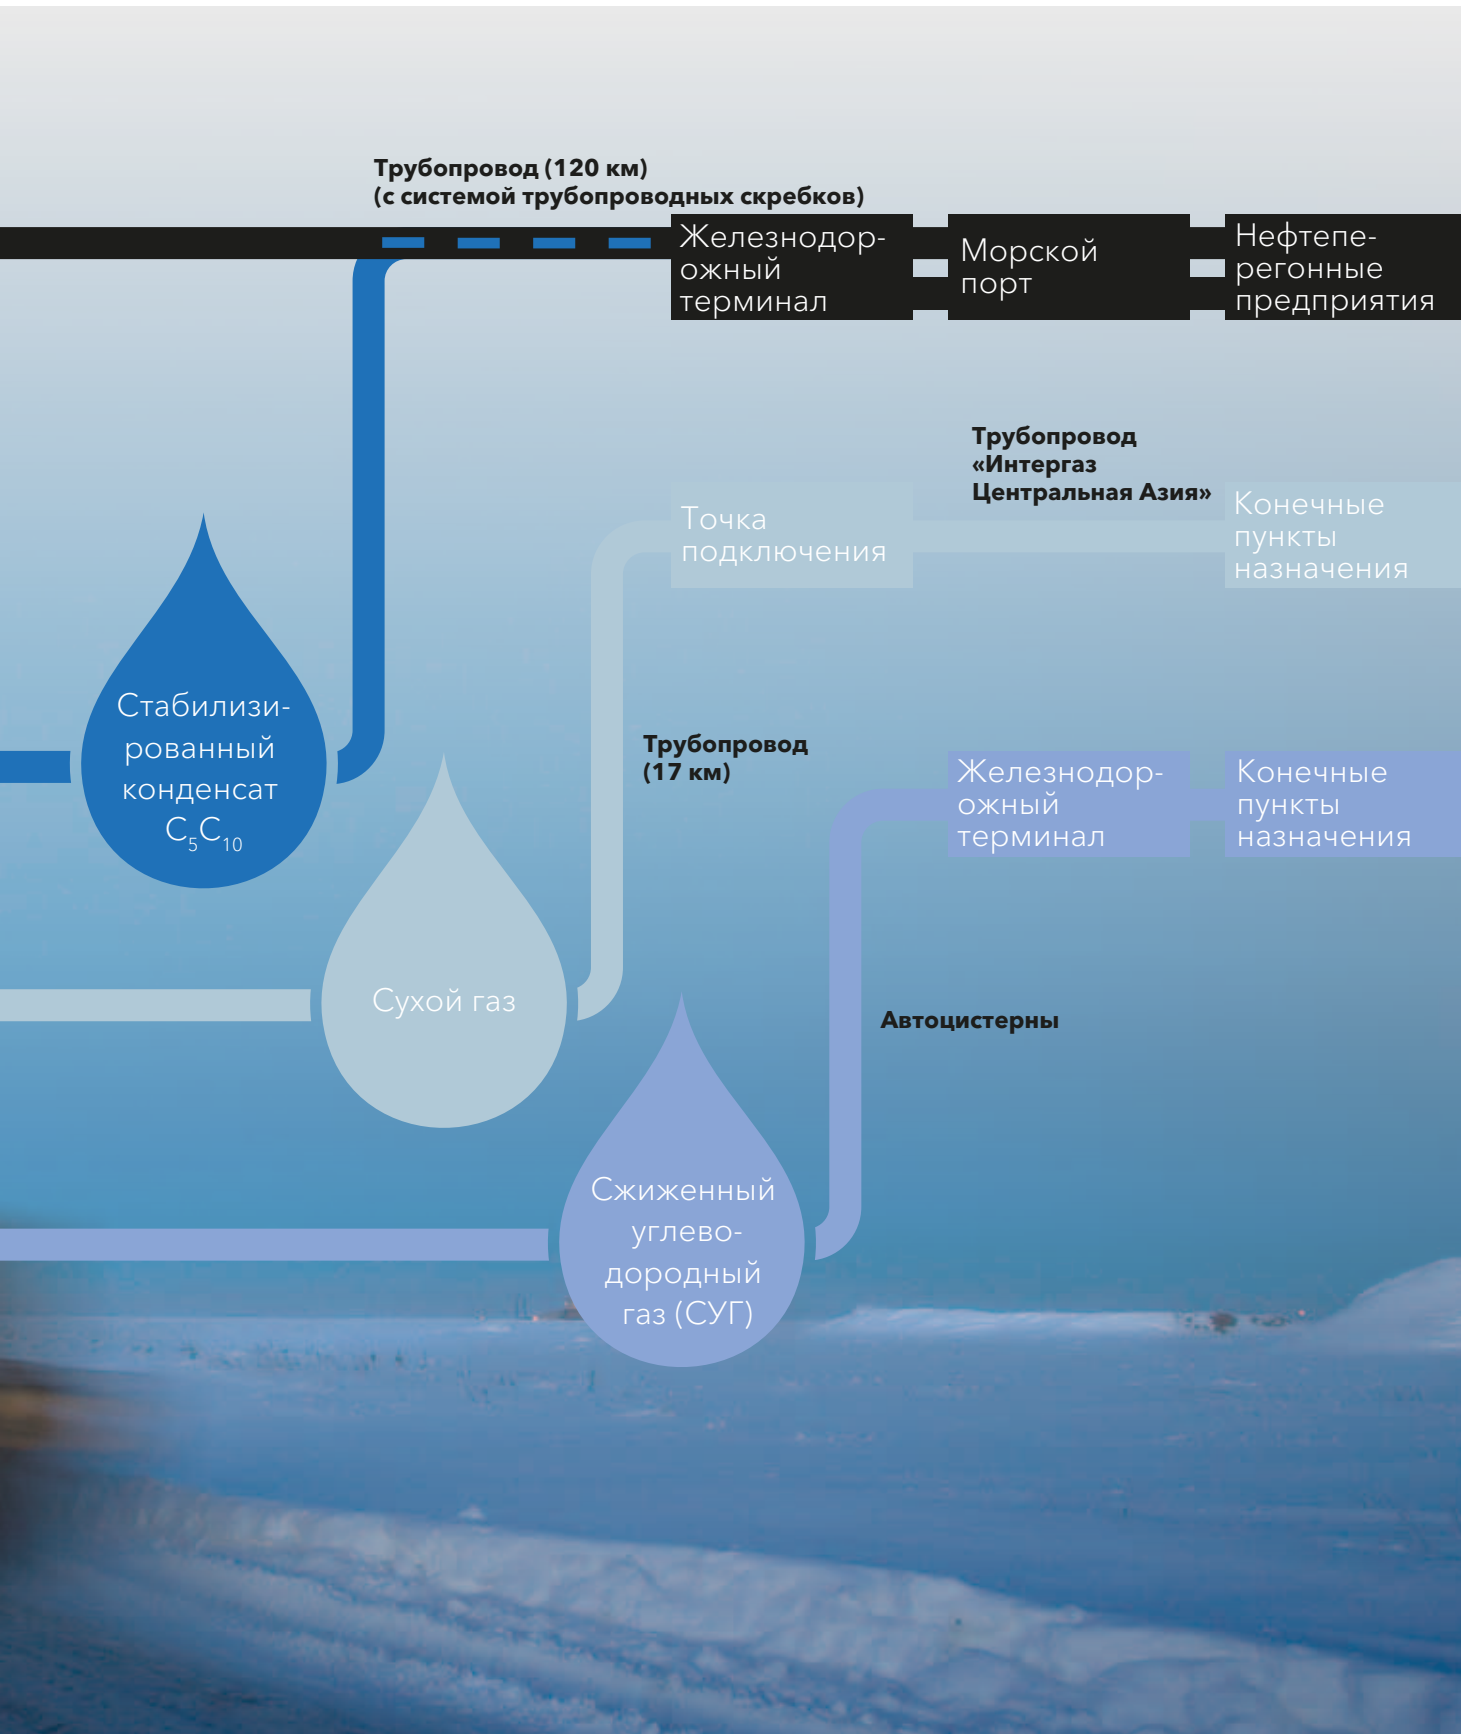 Трубопровод (120 км)
(с системой трубопроводных скребков)
Железнодор-
ожный
терминал
Морской
порт
Нефтепе-
регонные
предприятия
Трубопровод
«Интергаз
Центральная Азия»
Точка
подключения
Конечные
пункты
назначения
Стабилизи-
рованный
конденсат
C₅C₁₀
Трубопровод
(17 км)
Железнодор-
ожный
терминал
Конечные
пункты
назначения
Сухой газ
Автоцистерны
Сжиженный
углево-
дородный
газ (СУГ)